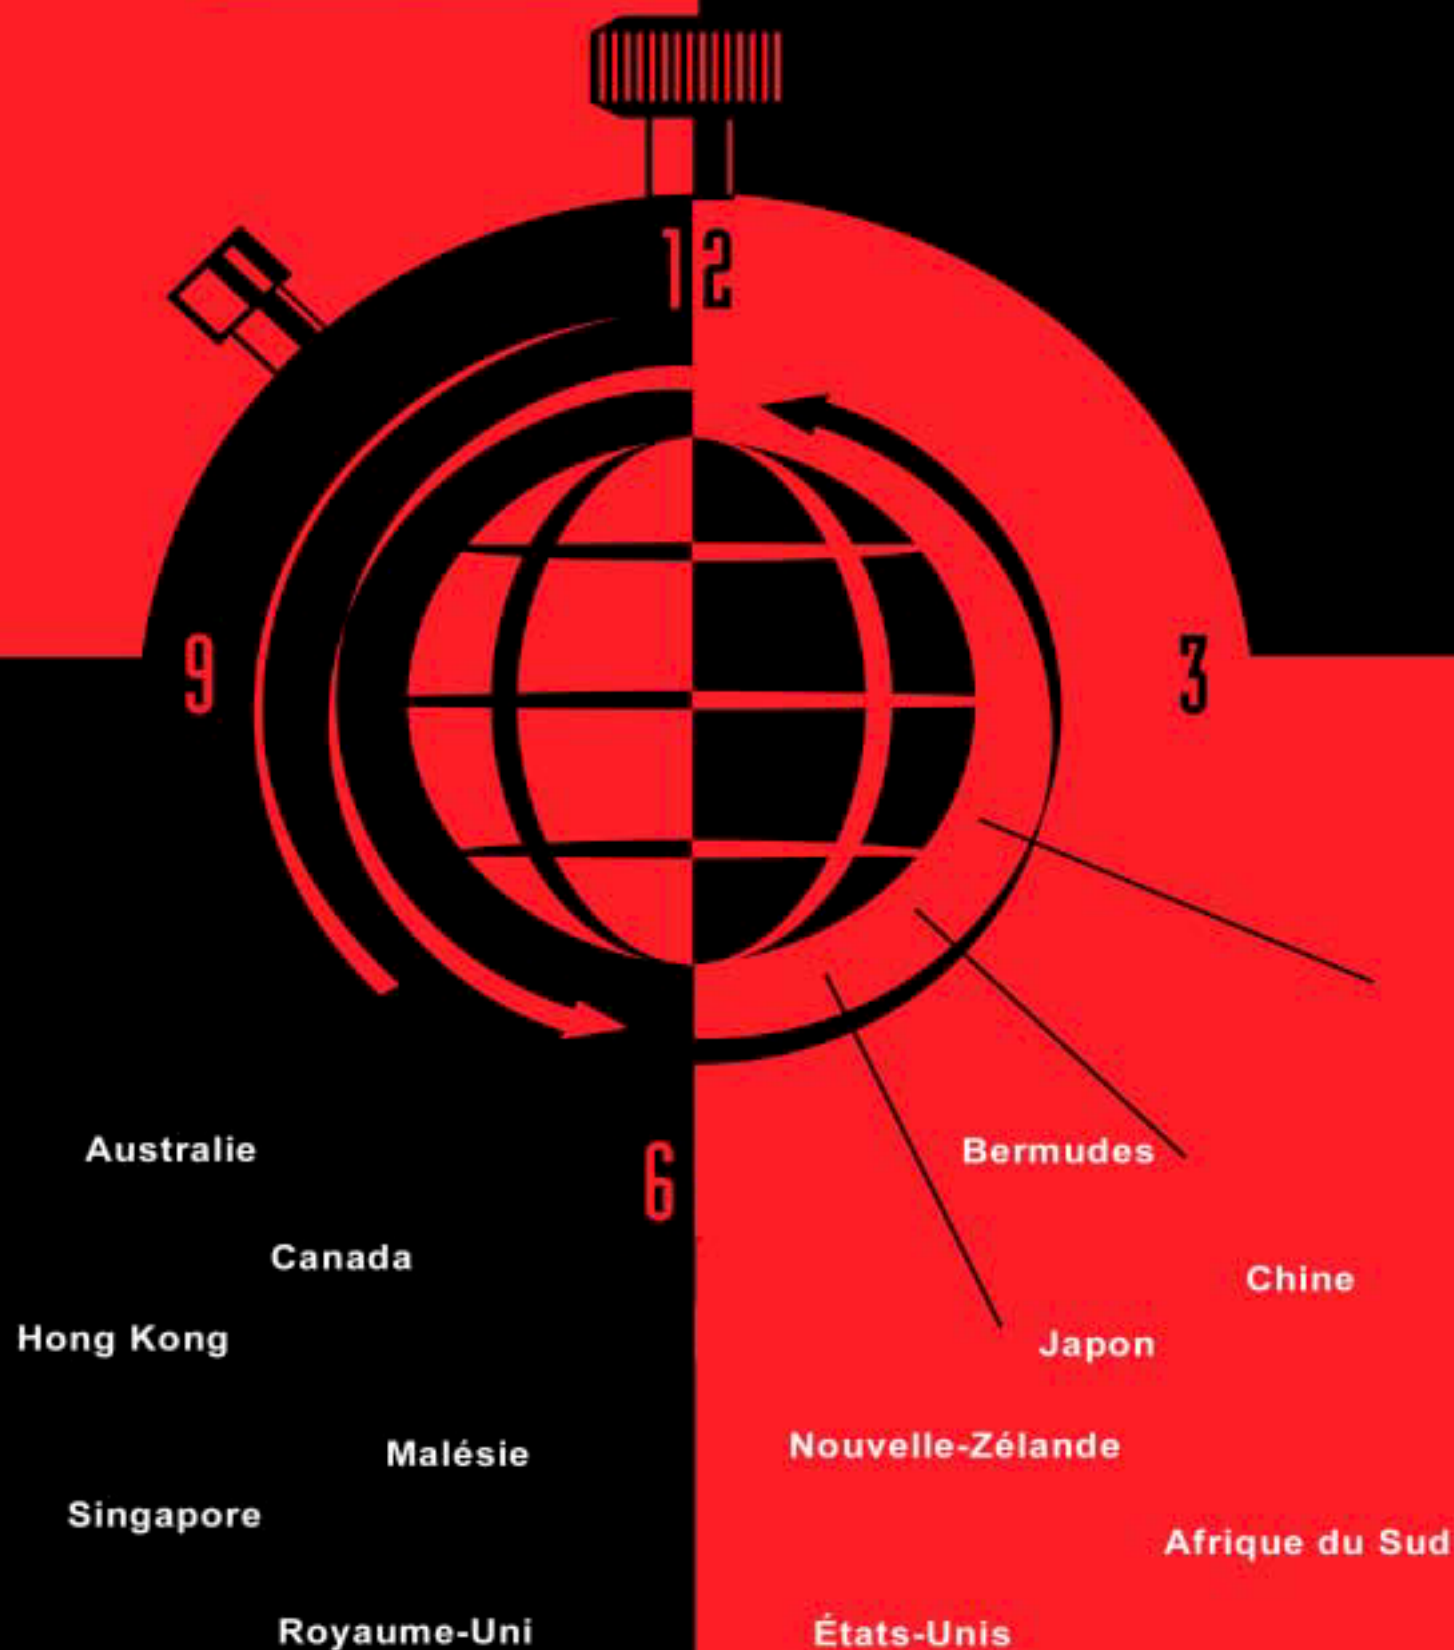 12
9
3
6
Australie
Bermudes
Canada
Chine
Hong Kong
Japon
Malésie
Nouvelle-Zélande
Singapore
Afrique du Sud
Royaume-Uni
États-Unis